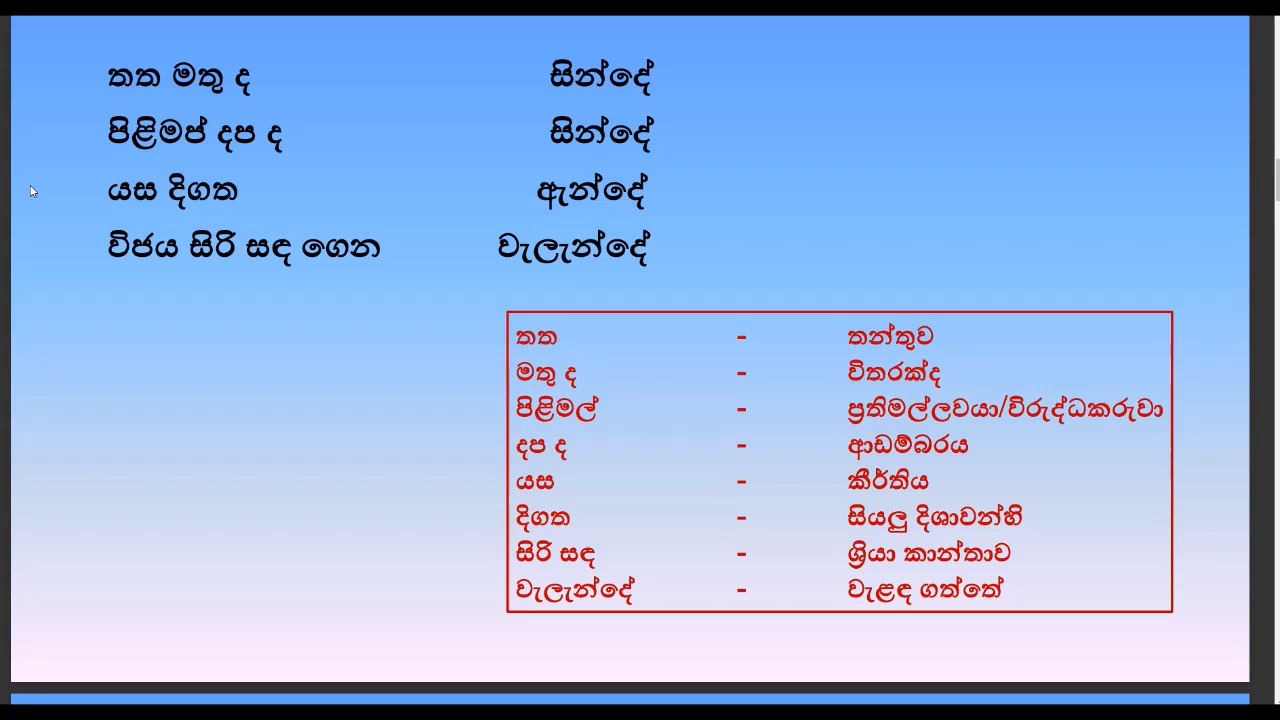 තත මතු ද සින්දේ
පිළිමප් දප ද සින්දේ
යස දිගත ඇන්දේ
විජය සිරි සඳ ගෙන වැලැන්දේ
තත - තන්තුව
මතු ද - විතරක්ද
පිළිමල් - ප්‍රතිමල්ලවයා/විරුද්ධකරුවා
දප ද - ආඩම්බරය
යස - කීර්තිය
දිගත - සියලු දිශාවන්හි
සිරි සඳ - ශ්‍රියා කාන්තාව
වැලැන්දේ - වැළඳ ගත්තේ